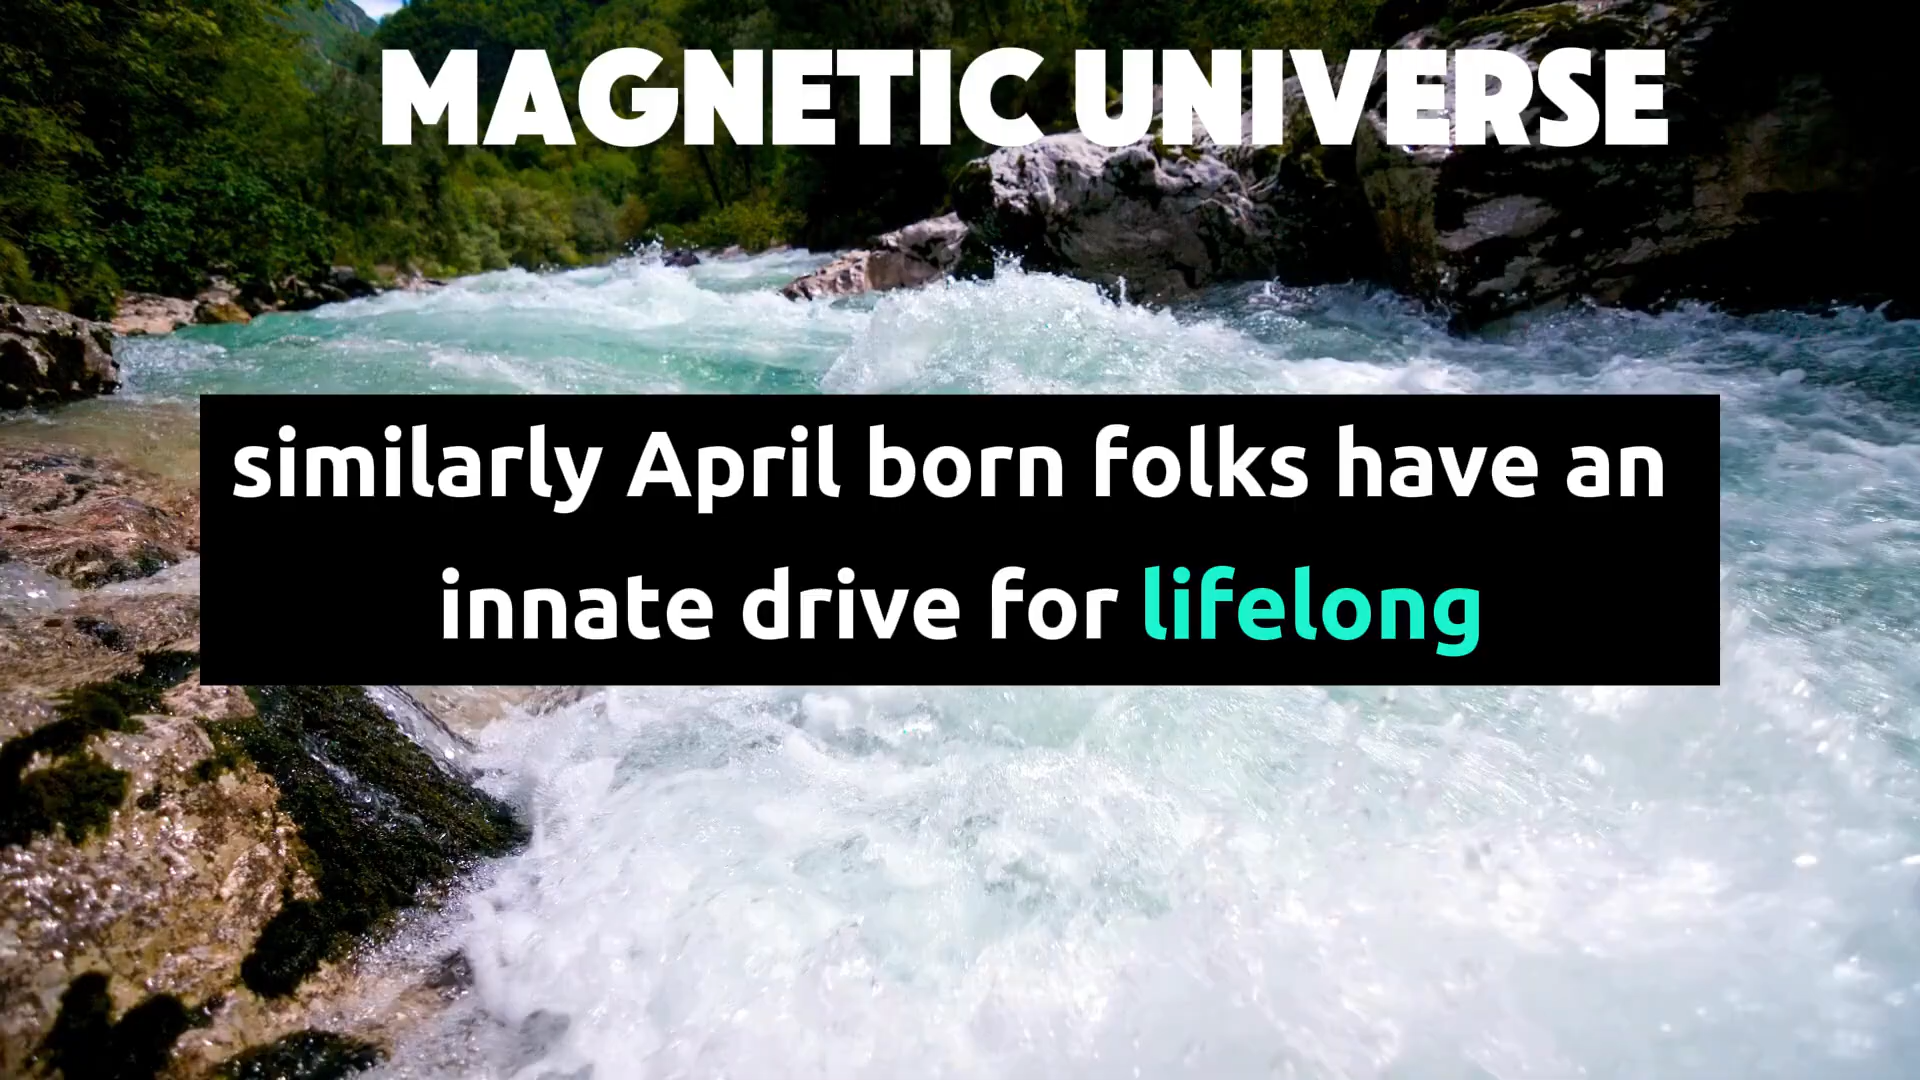 MAGNETIC UNIVERSE
similarly April born folks have an
innate drive for lifelong